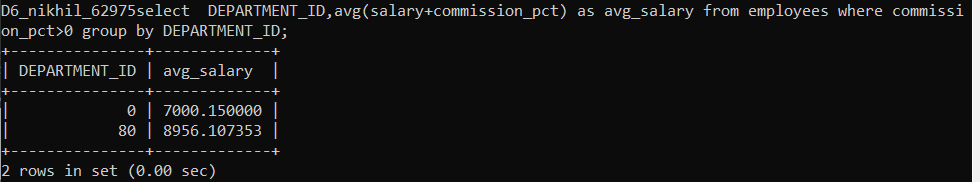 D6_nikhil_62975select  DEPARTMENT_ID,avg(salary+commission_pct) as avg_salary from employees where commissi
on_pct>0 group by DEPARTMENT_ID;
+---------------+-------------+
| DEPARTMENT_ID | avg_salary  |
+---------------+-------------+
|             0 | 7000.150000 |
|            80 | 8956.107353 |
+---------------+-------------+
2 rows in set (0.00 sec)